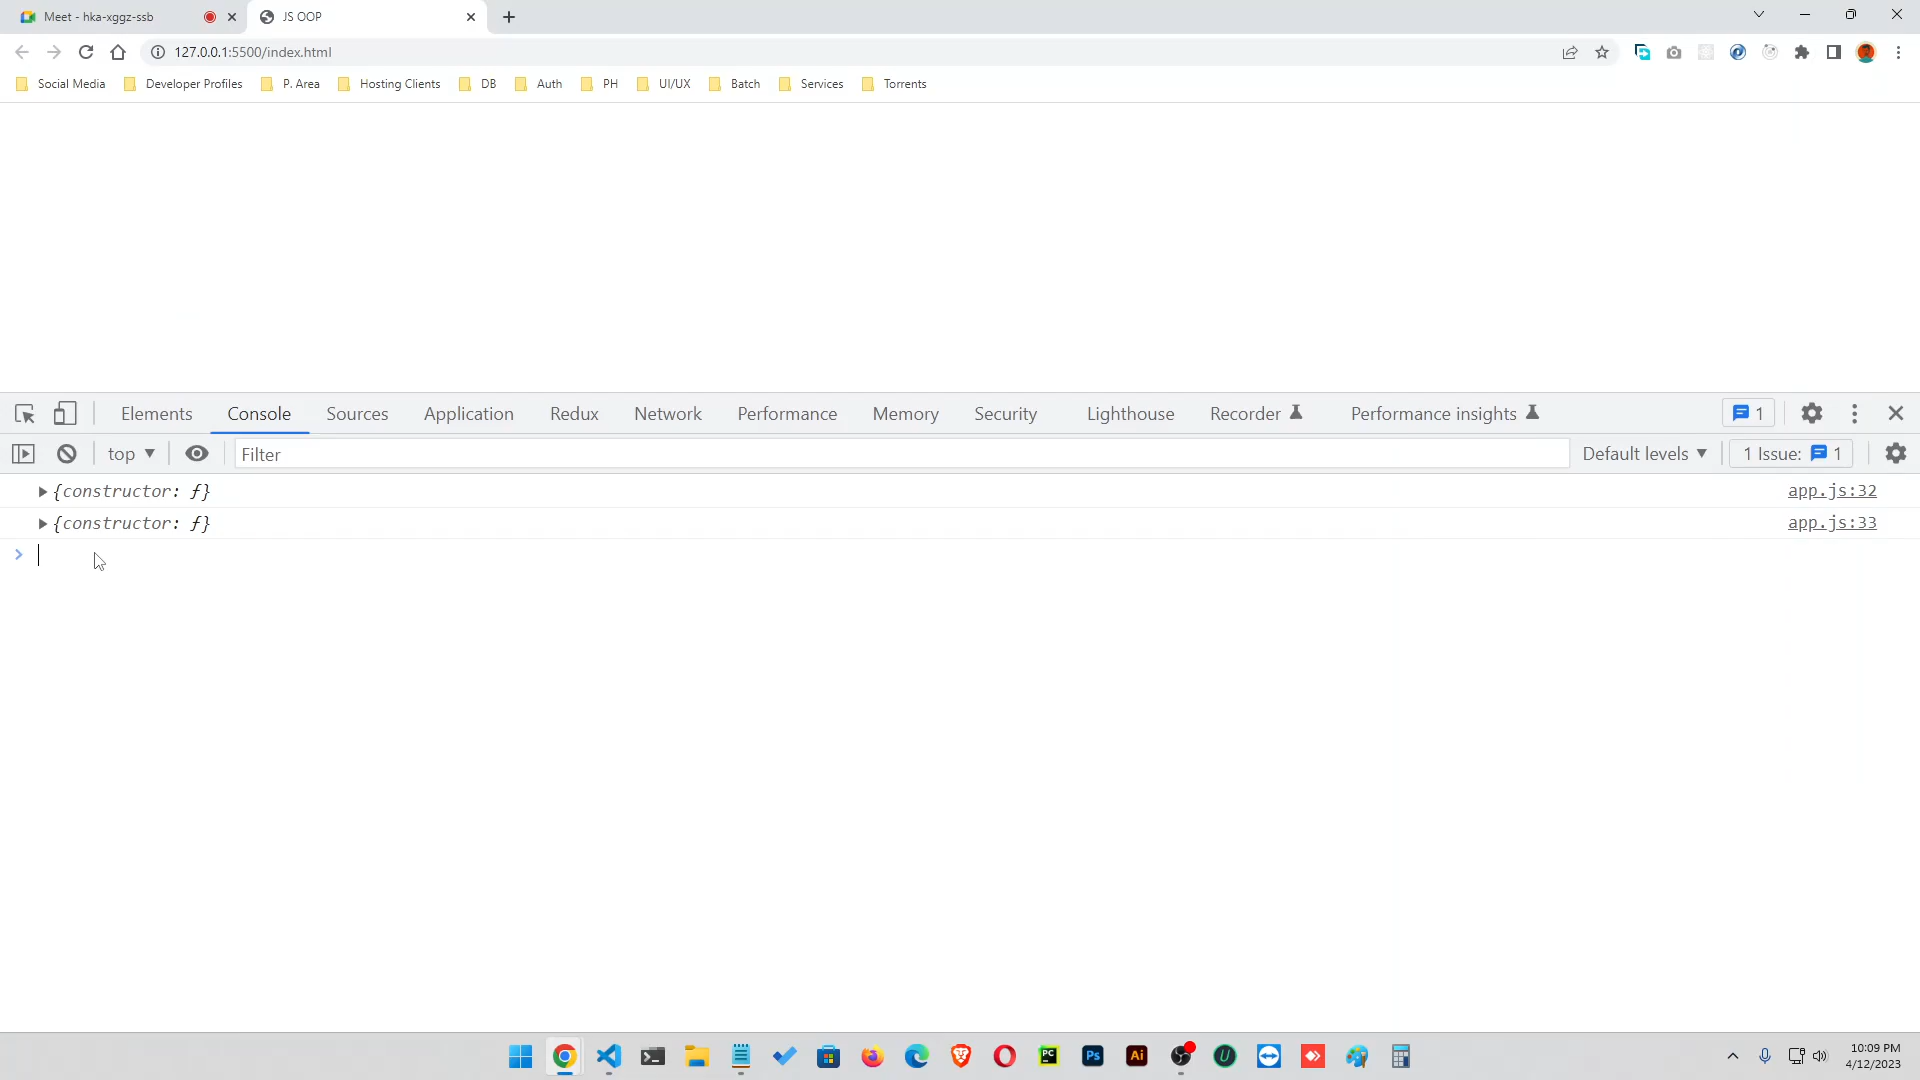 Meet - hka-xggz-ssb
JS OOP
127.0.0.1:5500/index.html
Social Media
Developer Profiles
P. Area
Hosting Clients
DB
Auth
PH
UI/UX
Batch
Services
Torrents
Elements
Console
Sources
Application
Redux
Network
Performance
Memory
Security
Lighthouse
Recorder
Performance insights
1
top
Filter
Default levels
1 Issue: 1
{constructor: ƒ}
app.js:32
{constructor: ƒ}
app.js:33
PC
Ps
Ai
U
10:09 PM
4/12/2023